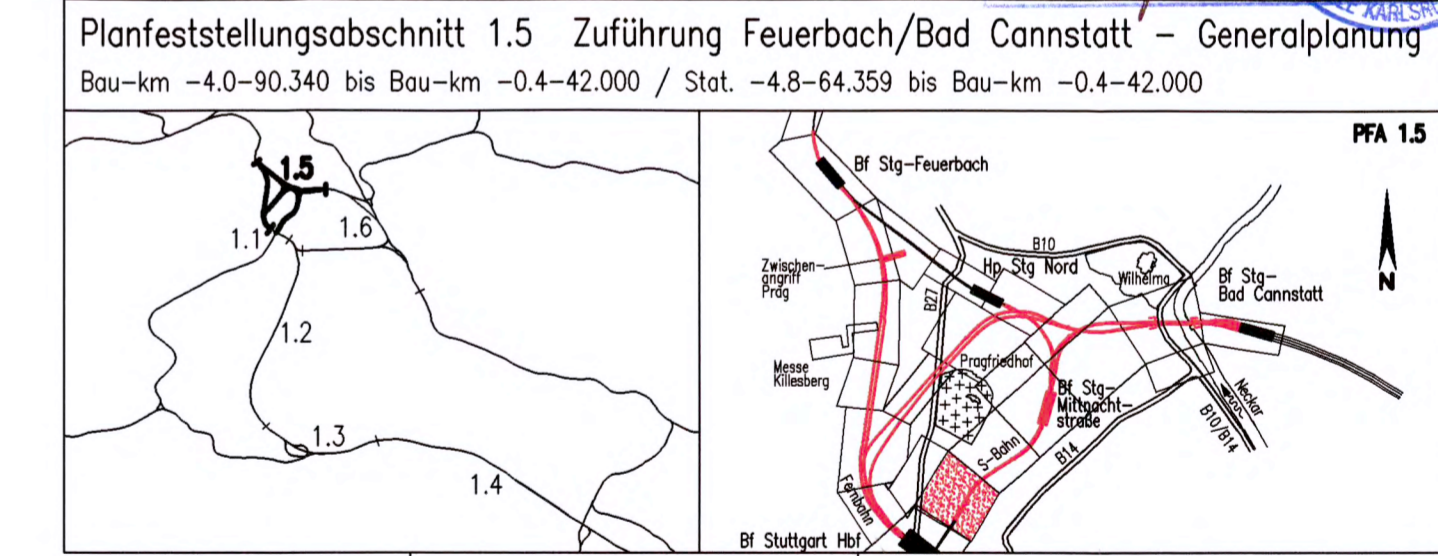 Planfeststellungsabschnitt 1.5 Zuführung Feuerbach/Bad Cannstatt – Generalplanung
Bau-km -4.0-90.340 bis Bau-km -0.4-42.000 / Stat. -4.8-64.359 bis Bau-km -0.4-42.000
1.5
1.1
1.6
1.2
1.3
1.4
PFA 1.5
N
Bf Stg-Feuerbach
B10
Hp Stg Nord
Wilhelma
Bf Stg-
Bad Cannstatt
Zwischen-
angriff
Prag
B27
Messe
Killesberg
Pragfriedhof
Bf Stg-
Mittnacht-
straße
Neckar
B10/B14
S-Bahn
B14
Fernbahn
Bf Stuttgart Hbf